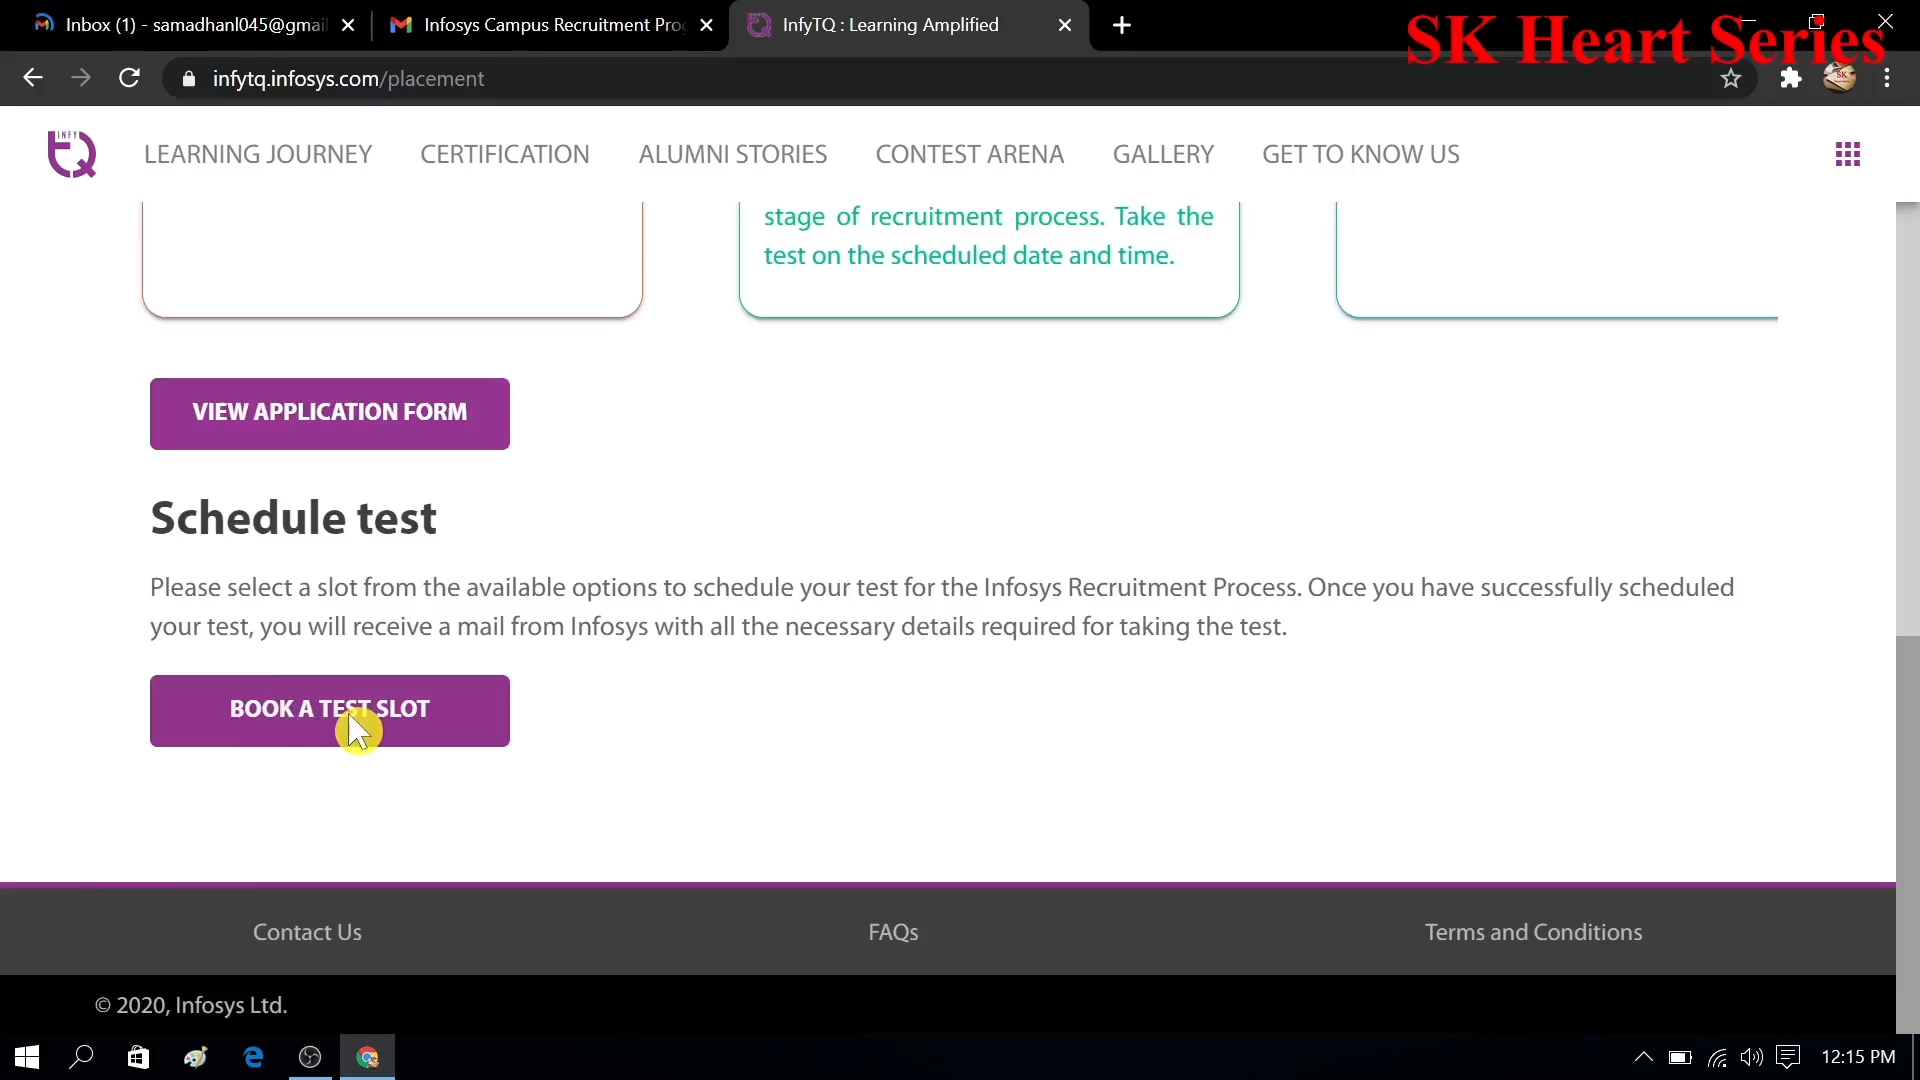 Inbox (1) - samadhanl045@gmai
Infosys Campus Recruitment Pro
InfyTQ : Learning Amplified
SK Heart Series
infytq.infosys.com/placement
SK
INFY
LEARNING JOURNEY
CERTIFICATION
ALUMNI STORIES
CONTEST ARENA
GALLERY
GET TO KNOW US
stage of recruitment process. Take the
test on the scheduled date and time.
VIEW APPLICATION FORM
Schedule test
Please select a slot from the available options to schedule your test for the Infosys Recruitment Process. Once you have successfully scheduled
your test, you will receive a mail from Infosys with all the necessary details required for taking the test.
BOOK A TEST SLOT
Contact Us
FAQs
Terms and Conditions
© 2020, Infosys Ltd.
12:15 PM